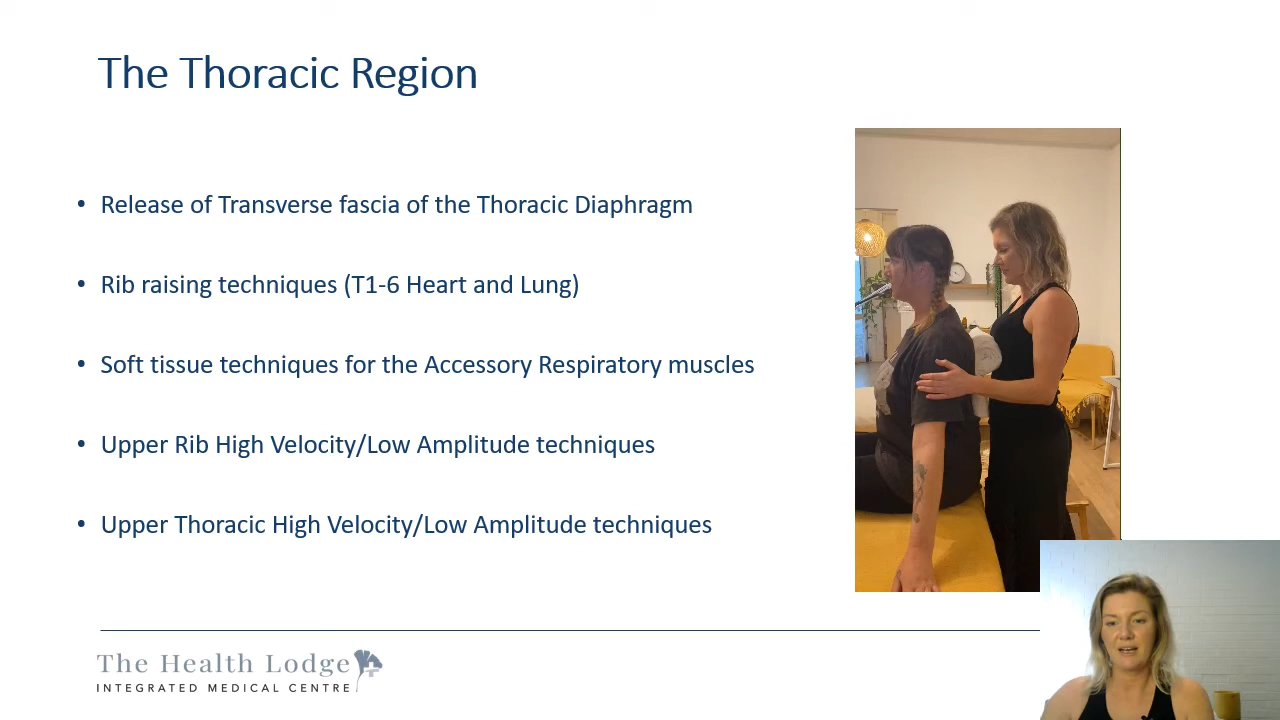 The Thoracic Region
• Release of Transverse fascia of the Thoracic Diaphragm
• Rib raising techniques (T1-6 Heart and Lung)
• Soft tissue techniques for the Accessory Respiratory muscles
• Upper Rib High Velocity/Low Amplitude techniques
• Upper Thoracic High Velocity/Low Amplitude techniques
The Health Lodge
INTEGRATED MEDICAL CENTRE